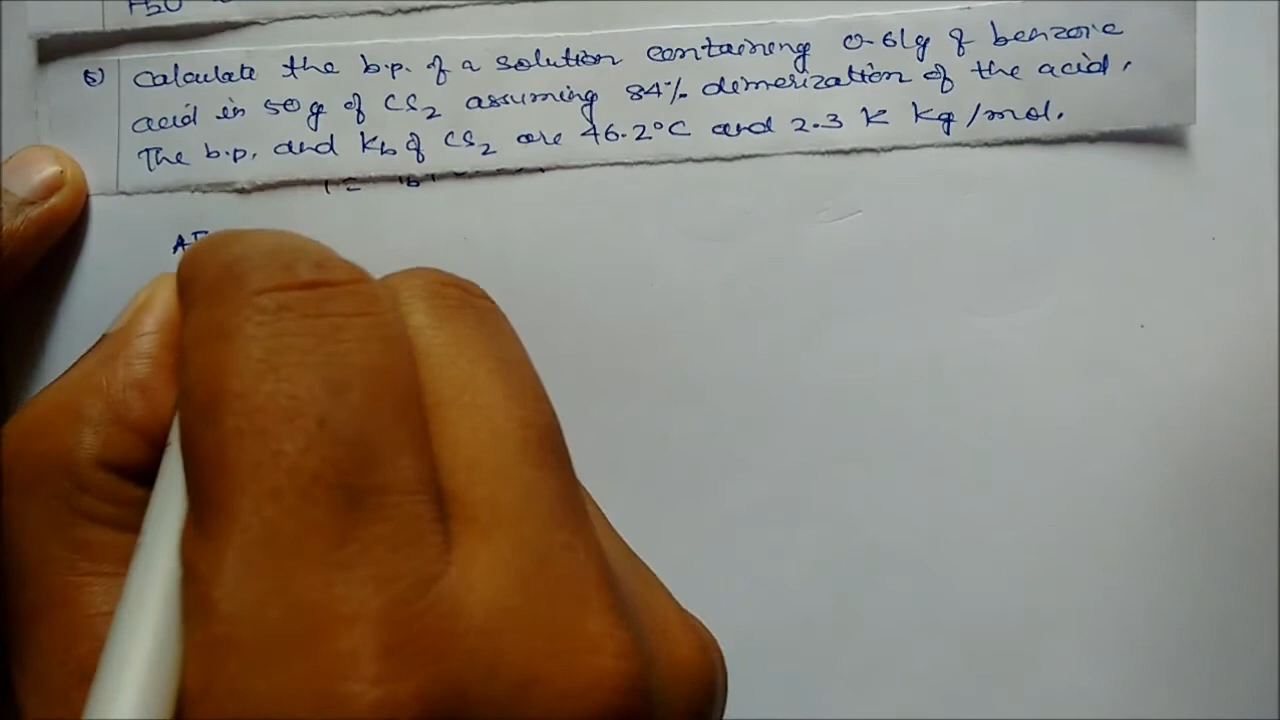 5) Calculate the b.p. of a solution containing 0.61g of benzoic
acid in 50g of CS2 assuming 84% dimerization of the acid.
The b.p. and Kb of CS2 are 46.2°C and 2.3 K Kg/mol.